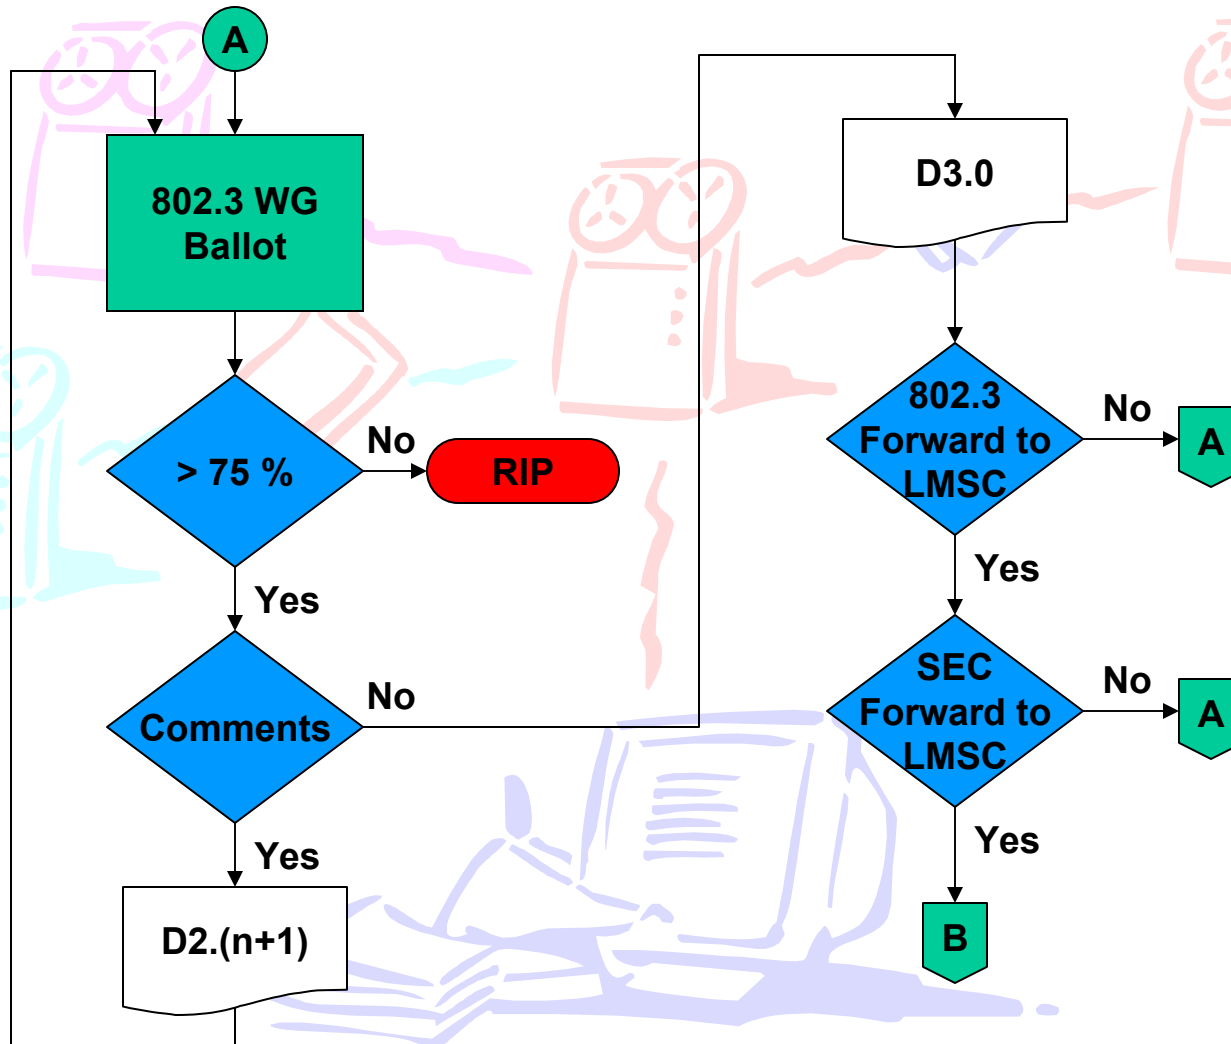 A
802.3 WG
Ballot
> 75 %
No
RIP
Yes
Comments
No
Yes
D2.(n+1)
D3.0
802.3
Forward to
LMSC
No
A
Yes
SEC
Forward to
LMSC
No
A
Yes
B